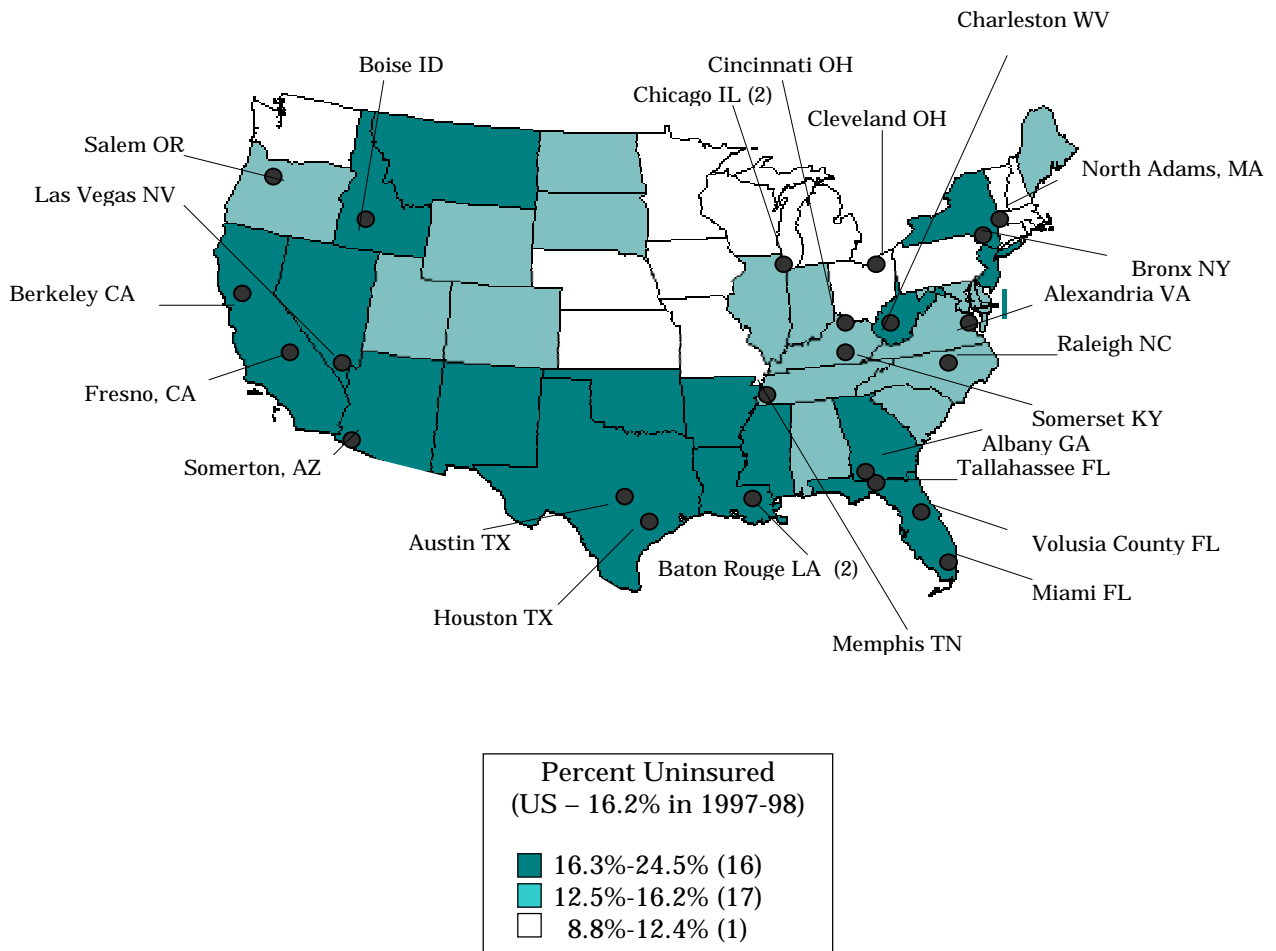 Charleston WV
Boise ID
Cincinnati OH
Chicago IL (2)
Cleveland OH
Salem OR
North Adams, MA
Las Vegas NV
Bronx NY
Berkeley CA
Alexandria VA
Raleigh NC
Fresno, CA
Somerset KY
Albany GA
Somerton, AZ
Tallahassee FL
Austin TX
Volusia County FL
Baton Rouge LA (2)
Miami FL
Houston TX
Memphis TN
Percent Uninsured
(US – 16.2% in 1997-98)
16.3%-24.5% (16)
12.5%-16.2% (17)
8.8%-12.4% (1)